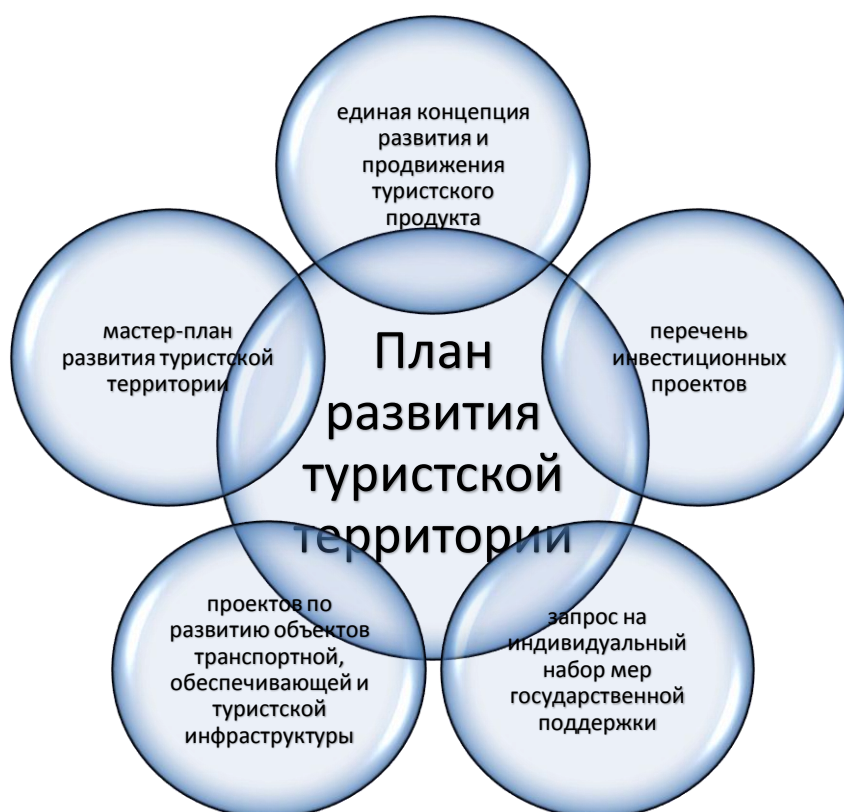 единая концепция
развития и
продвижения
туристского
продукта
мастер-план
развития туристской
территории
План
развития
туристской
территории
перечень
инвестиционных
проектов
проектов по
развитию объектов
транспортной,
обеспечивающей и
туристской
инфраструктуры
запрос на
индивидуальный
набор мер
государственной
поддержки